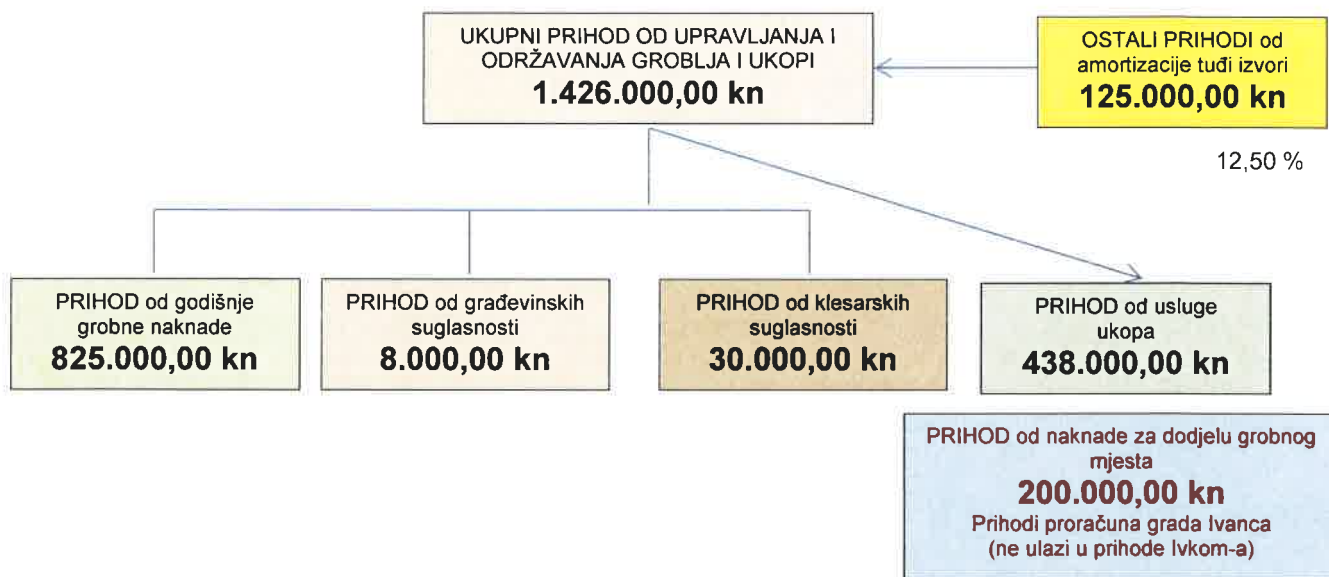 UKUPNI PRIHOD OD UPRAVLJANJA I
ODRŽAVANJA GROBLJA I UKOPI
1.426.000,00 kn
OSTALI PRIHODI od
amortizacije tuđi izvori
125.000,00 kn
12,50 %
PRIHOD od godišnje
grobne naknade
825.000,00 kn
PRIHOD od građevinskih
suglasnosti
8.000,00 kn
PRIHOD od klesarskih
suglasnosti
30.000,00 kn
PRIHOD od usluge
ukopa
438.000,00 kn
PRIHOD od naknade za dodjelu grobnog
mjesta
200.000,00 kn
Prihodi proračuna grada Ivanca
(ne ulazi u prihode Ivkom-a)